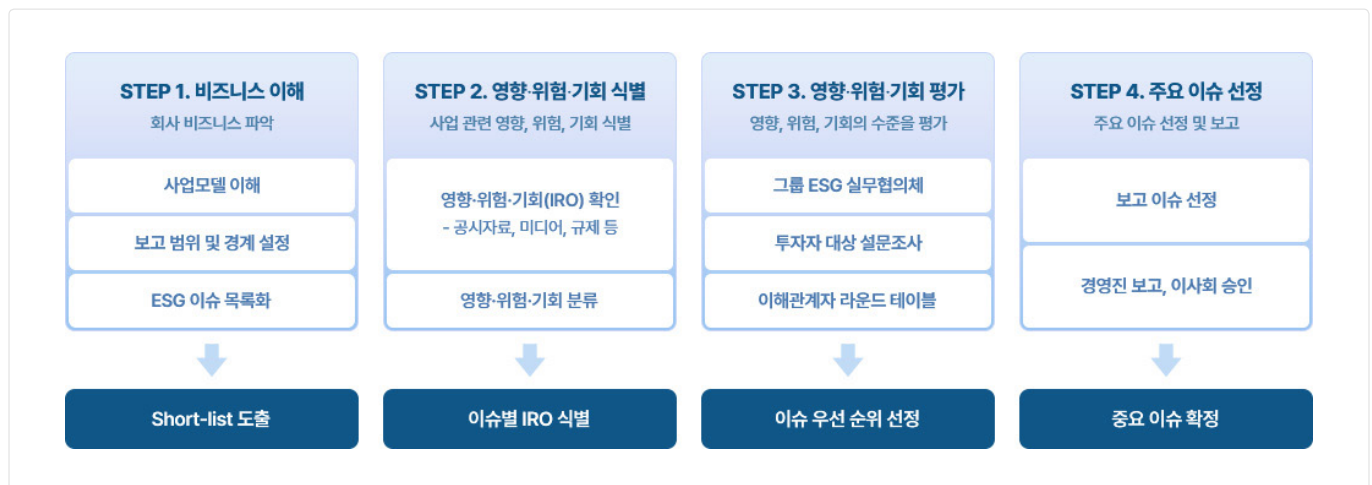 STEP 1. 비즈니스 이해
회사 비즈니스 파악
사업모델 이해
보고 범위 및 경계 설정
ESG 이슈 목록화
Short-list 도출
STEP 2. 영향·위험·기회 식별
사업 관련 영향, 위험, 기회 식별
영향·위험·기회(IRO) 확인
- 공시자료, 미디어, 규제 등
영향·위험·기회 분류
이슈별 IRO 식별
STEP 3. 영향·위험·기회 평가
영향, 위험, 기회의 수준을 평가
그룹 ESG 실무협의체
투자자 대상 설문조사
이해관계자 라운드 테이블
이슈 우선 순위 선정
STEP 4. 주요 이슈 선정
주요 이슈 선정 및 보고
보고 이슈 선정
경영진 보고, 이사회 승인
중요 이슈 확정